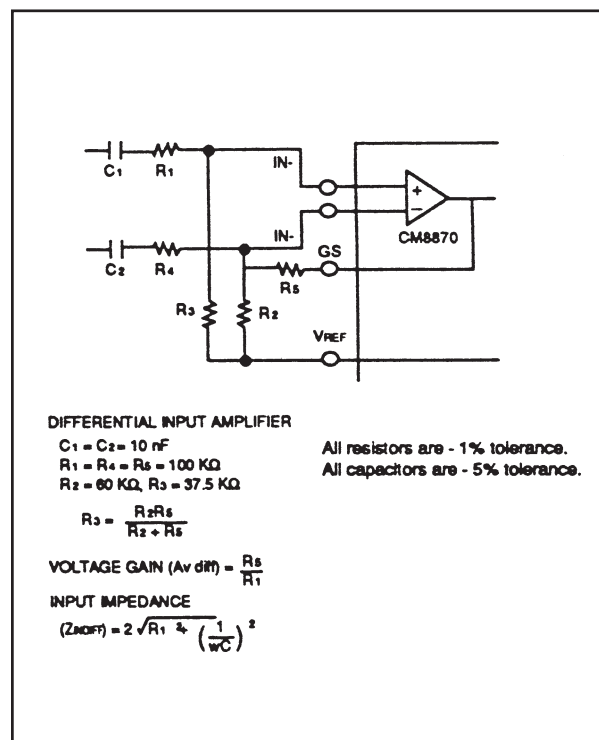 C1 R1 IN-
+
−
CM8870
C2 R4 IN- GS
R5
R3 R2
VREF
DIFFERENTIAL INPUT AMPLIFIER
C1 = C2 = 10 nF
R1 = R4 = R5 = 100 KΩ
R2 = 60 KΩ, R3 = 37.5 KΩ
R3 = R2R5 / R2 + R5
VOLTAGE GAIN (Av diff) = R5 / R1
INPUT IMPEDANCE
(ZINDIFF) = 2 √R1 2+ (1/wC) 2
All resistors are - 1% tolerance.
All capacitors are - 5% tolerance.